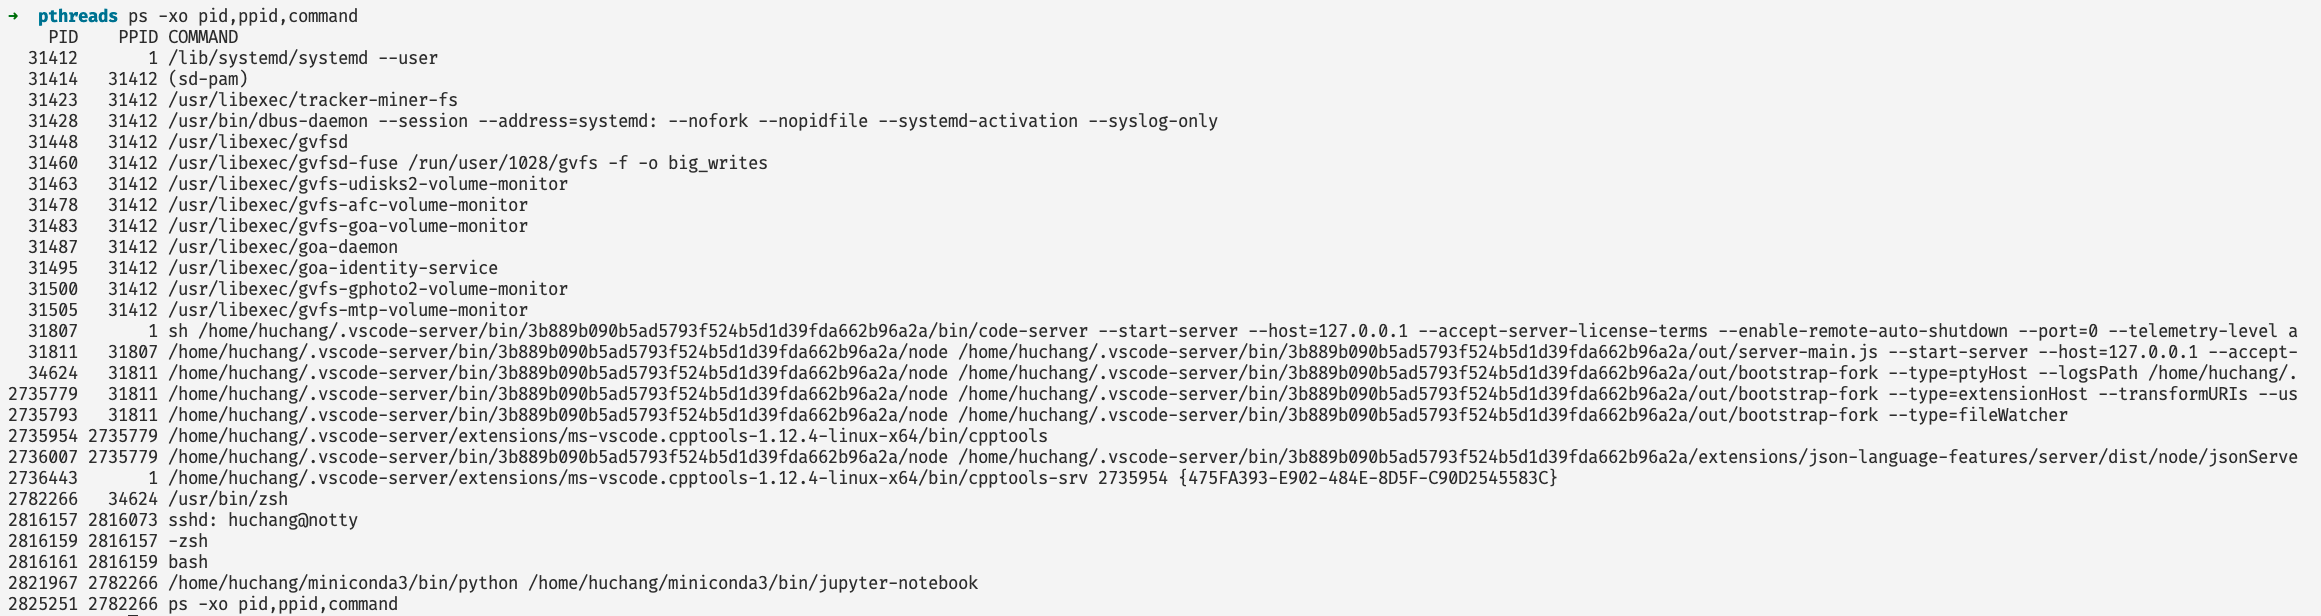 → pthreads ps -xo pid,ppid,command
PID PPID COMMAND
31412 1 /lib/systemd/systemd --user
31414 31412 (sd-pam)
31423 31412 /usr/libexec/tracker-miner-fs
31428 31412 /usr/bin/dbus-daemon --session --address=systemd: --nofork --nopidfile --systemd-activation --syslog-only
31448 31412 /usr/libexec/gvfsd
31460 31412 /usr/libexec/gvfsd-fuse /run/user/1028/gvfs -f -o big_writes
31463 31412 /usr/libexec/gvfs-udisks2-volume-monitor
31478 31412 /usr/libexec/gvfs-afc-volume-monitor
31483 31412 /usr/libexec/gvfs-goa-volume-monitor
31487 31412 /usr/libexec/goa-daemon
31495 31412 /usr/libexec/goa-identity-service
31500 31412 /usr/libexec/gvfs-gphoto2-volume-monitor
31505 31412 /usr/libexec/gvfs-mtp-volume-monitor
31807 1 sh /home/huchang/.vscode-server/bin/3b889b090b5ad5793f524b5d1d39fda662b96a2a/bin/code-server --start-server --host=127.0.0.1 --accept-server-license-terms --enable-remote-auto-shutdown --port=0 --telemetry-level a
31811 31807 /home/huchang/.vscode-server/bin/3b889b090b5ad5793f524b5d1d39fda662b96a2a/node /home/huchang/.vscode-server/bin/3b889b090b5ad5793f524b5d1d39fda662b96a2a/out/server-main.js --start-server --host=127.0.0.1 --accept-
34624 31811 /home/huchang/.vscode-server/bin/3b889b090b5ad5793f524b5d1d39fda662b96a2a/node /home/huchang/.vscode-server/bin/3b889b090b5ad5793f524b5d1d39fda662b96a2a/out/bootstrap-fork --type=ptyHost --logsPath /home/huchang/.
2735779 31811 /home/huchang/.vscode-server/bin/3b889b090b5ad5793f524b5d1d39fda662b96a2a/node /home/huchang/.vscode-server/bin/3b889b090b5ad5793f524b5d1d39fda662b96a2a/out/bootstrap-fork --type=extensionHost --transformURIs --us
2735793 31811 /home/huchang/.vscode-server/bin/3b889b090b5ad5793f524b5d1d39fda662b96a2a/node /home/huchang/.vscode-server/bin/3b889b090b5ad5793f524b5d1d39fda662b96a2a/out/bootstrap-fork --type=fileWatcher
2735954 2735779 /home/huchang/.vscode-server/extensions/ms-vscode.cpptools-1.12.4-linux-x64/bin/cpptools
2736007 2735779 /home/huchang/.vscode-server/bin/3b889b090b5ad5793f524b5d1d39fda662b96a2a/node /home/huchang/.vscode-server/bin/3b889b090b5ad5793f524b5d1d39fda662b96a2a/extensions/json-language-features/server/dist/node/jsonServe
2736443 1 /home/huchang/.vscode-server/extensions/ms-vscode.cpptools-1.12.4-linux-x64/bin/cpptools-srv 2735954 {475FA393-E902-484E-8D5F-C90D2545583C}
2782266 34624 /usr/bin/zsh
2816157 2816073 sshd: huchang@notty
2816159 2816157 -zsh
2816161 2816159 bash
2821967 2782266 /home/huchang/miniconda3/bin/python /home/huchang/miniconda3/bin/jupyter-notebook
2825251 2782266 ps -xo pid,ppid,command